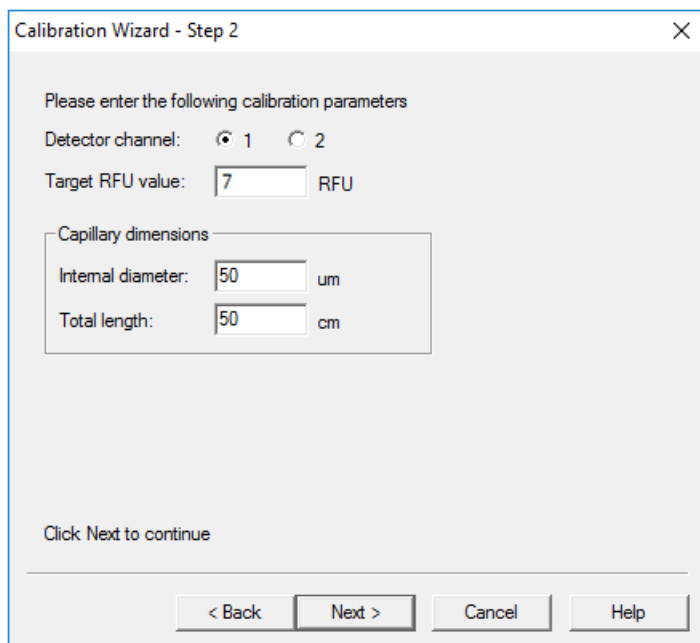 Calibration Wizard - Step 2
Please enter the following calibration parameters
Detector channel: 1 2
Target RFU value: 7 RFU
Capillary dimensions
Internal diameter: 50 um
Total length: 50 cm
Click Next to continue
< Back Next > Cancel Help